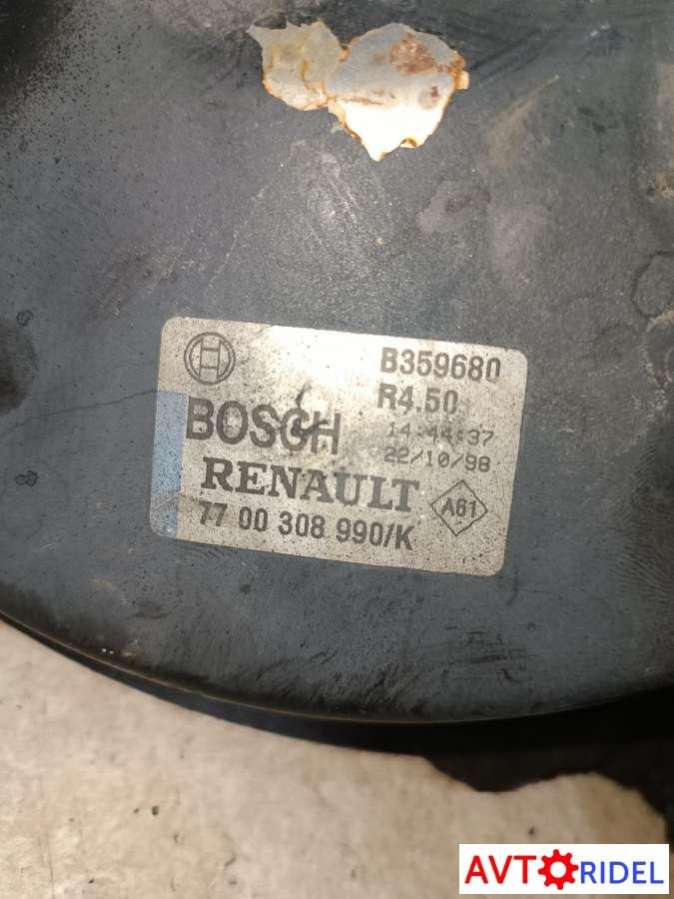 B359680
R4.50
BOSCH
14:44:37
22/10/98
RENAULT
77 00 308 990/K
A61
AVTORIDEL